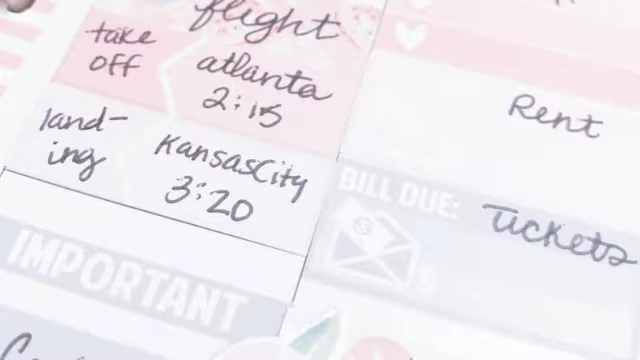 flight
take
off
atlanta
2:15
land-
ing
KansasCity
3:20
IMPORTANT
Rent
BILL DUE:
Tickets